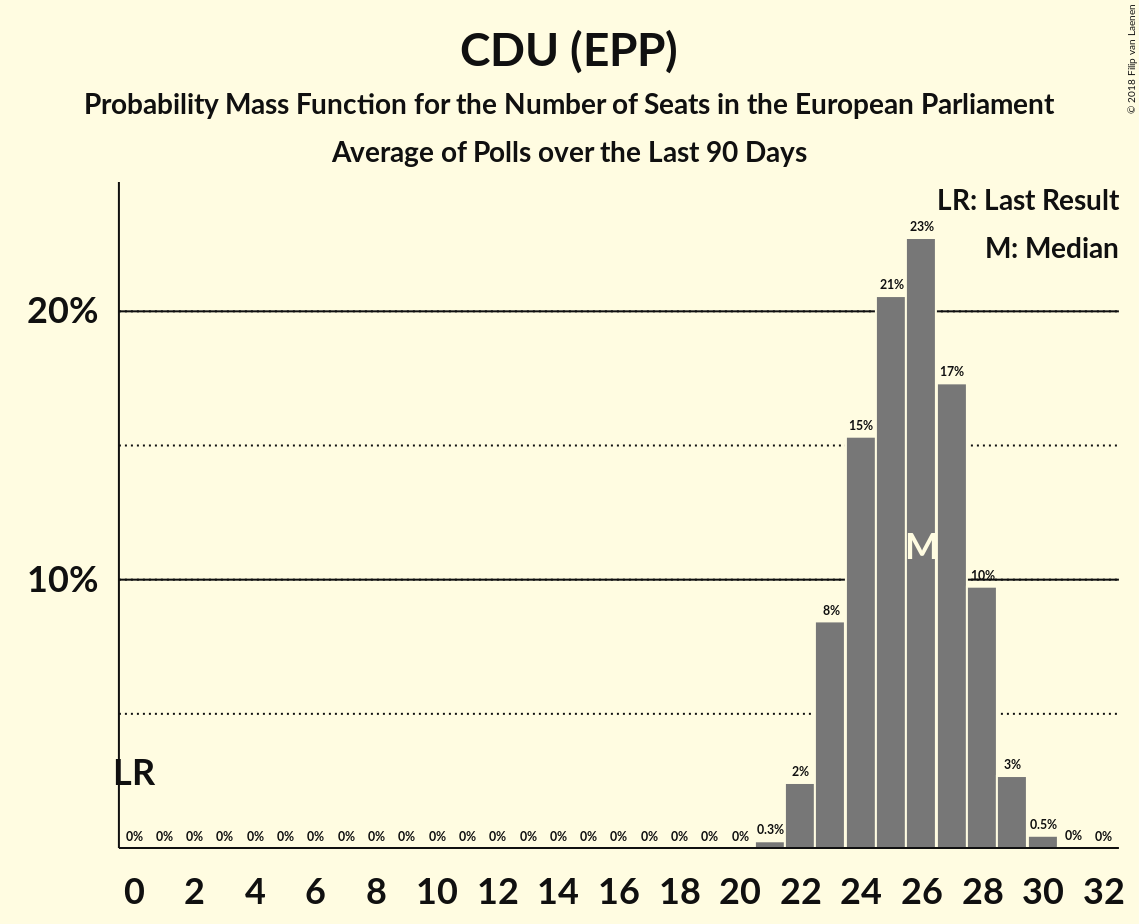 © 2018 Filip van Laenen
CDU (EPP)
Probability Mass Function for the Number of Seats in the European Parliament
Average of Polls over the Last 90 Days
LR: Last Result
M: Median
23%
21%
20%
17%
15%
M
10%
10%
8%
LR
2%
3%
0% 0% 0% 0% 0% 0% 0% 0% 0% 0% 0% 0% 0% 0% 0% 0% 0% 0% 0% 0% 0% 0.3% 0.5% 0% 0%
0 2 4 6 8 10 12 14 16 18 20 22 24 26 28 30 32